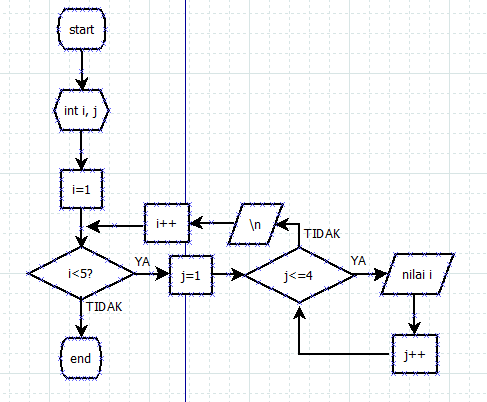 start
int i, j
i=1
i++
\n
TIDAK
i<5?
YA
j=1
j<=4
YA
nilai i
TIDAK
j++
end